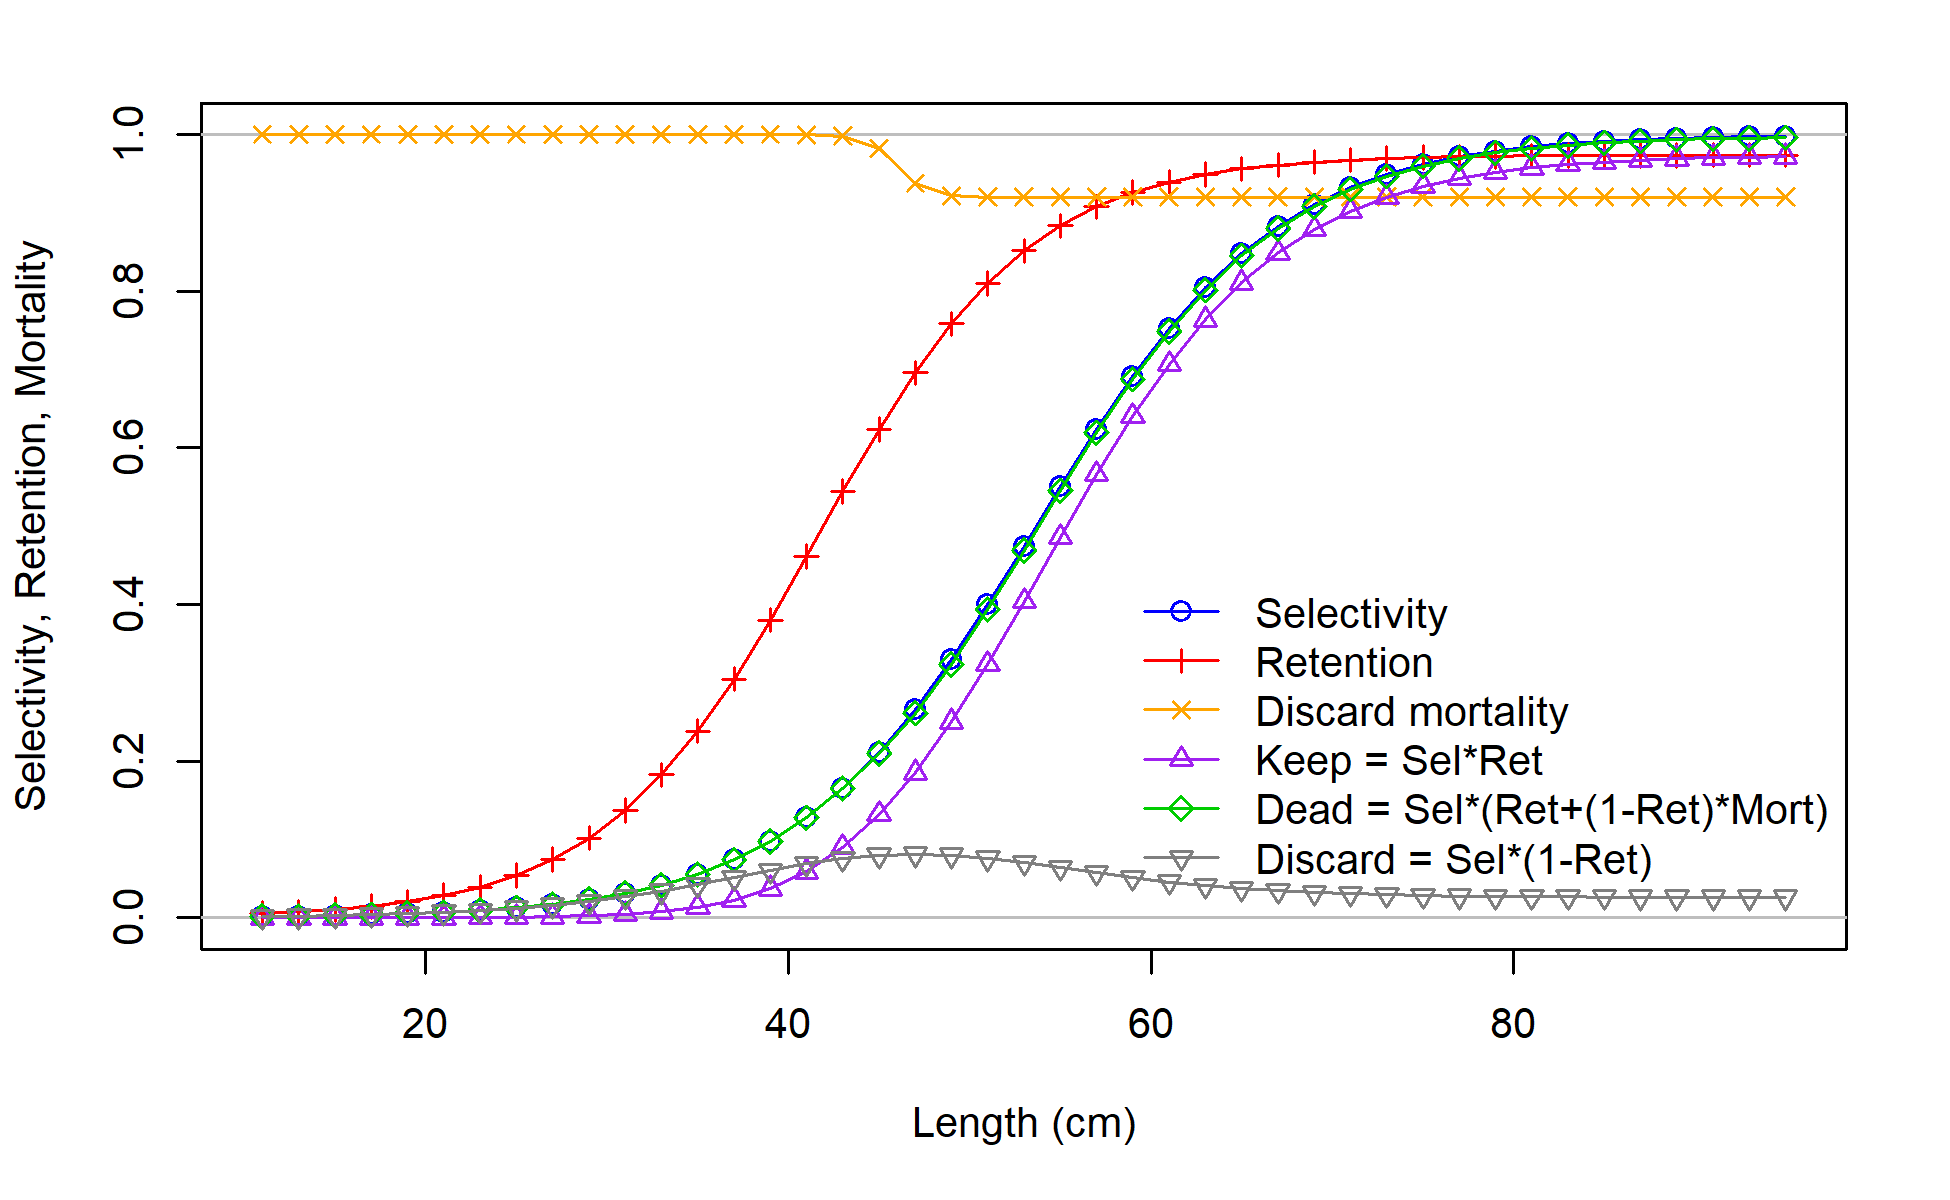 Selectivity, Retention, Mortality
1.0
0.8
0.6
0.4
0.2
0.0
Selectivity
Retention
Discard mortality
Keep = Sel*Ret
Dead = Sel*(Ret+(1-Ret)*Mort)
Discard = Sel*(1-Ret)
20
40
60
80
Length (cm)